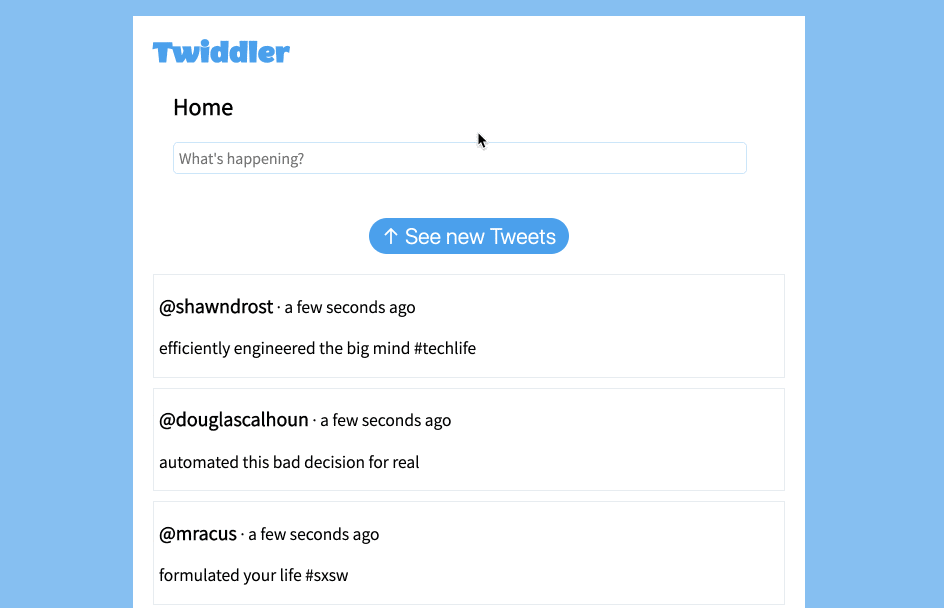 Twiddler
Home
What's happening?
↑ See new Tweets
@shawndrost · a few seconds ago
efficiently engineered the big mind #techlife
@douglascalhoun · a few seconds ago
automated this bad decision for real
@mracus · a few seconds ago
formulated your life #sxsw